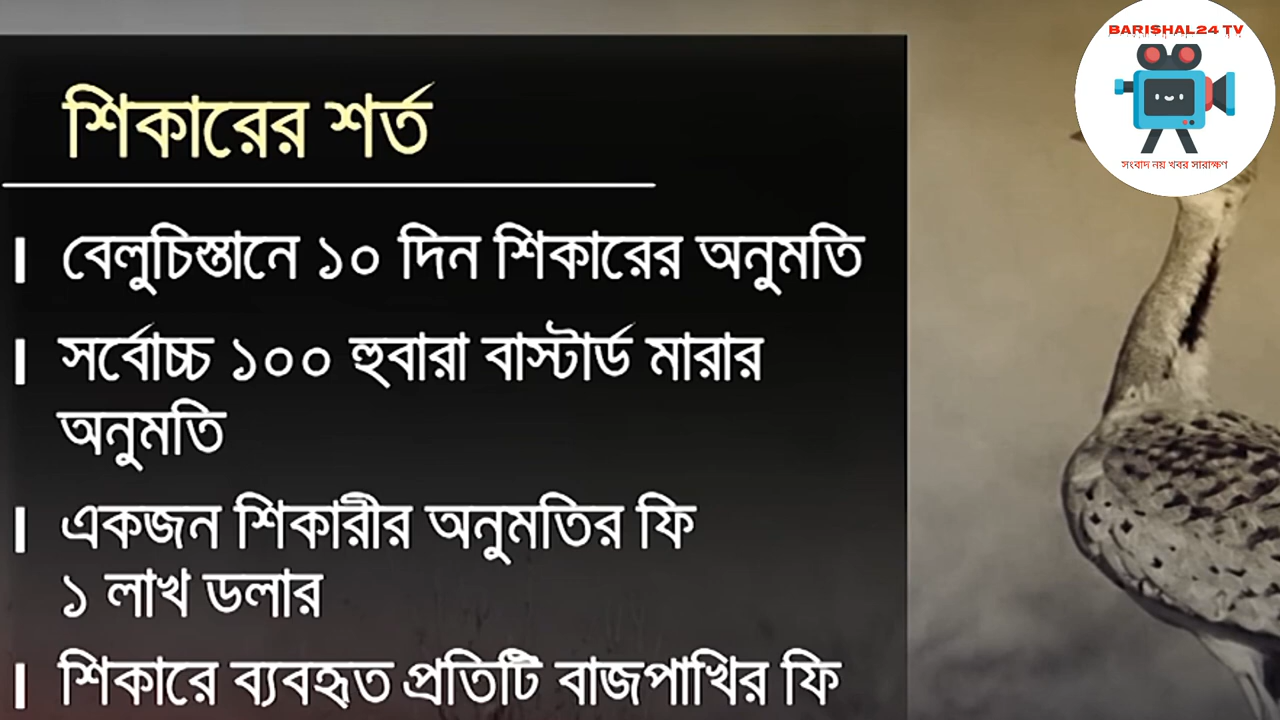 BARISHAL24 TV
সংবাদ নয় খবর সারাক্ষণ
শিকারের শর্ত
বেলুচিস্তানে ১০ দিন শিকারের অনুমতি
সর্বোচ্চ ১০০ হুবারা বাস্টার্ড মারার
অনুমতি
একজন শিকারীর অনুমতির ফি
১ লাখ ডলার
শিকারে ব্যবহৃত প্রতিটি বাজপাখির ফি